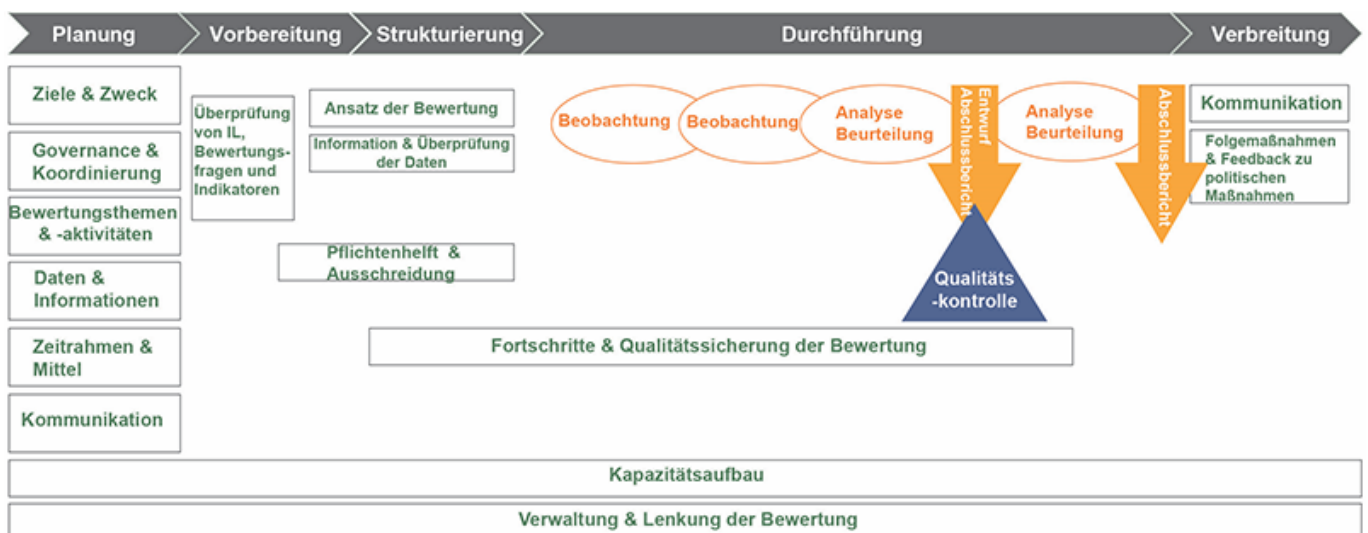 Planung
Vorbereitung
Strukturierung
Durchführung
Verbreitung
Ziele & Zweck
Governance &
Koordinierung
Bewertungsthemen
& -aktivitäten
Daten &
Informationen
Zeitrahmen &
Mittel
Kommunikation
Überprüfung
von IL,
Bewertungs-
fragen und
Indikatoren
Ansatz der Bewertung
Information & Überprüfung
der Daten
Pflichtenhelft &
Ausschreidung
Beobachtung
Beobachtung
Analyse
Beurteilung
Entwurf
Abschlussbericht
Analyse
Beurteilung
Abschlussbericht
Qualitäts
-kontrolle
Kommunikation
Folgemaßnahmen
& Feedback zu
politischen
Maßnahmen
Fortschritte & Qualitätssicherung der Bewertung
Kapazitätsaufbau
Verwaltung & Lenkung der Bewertung